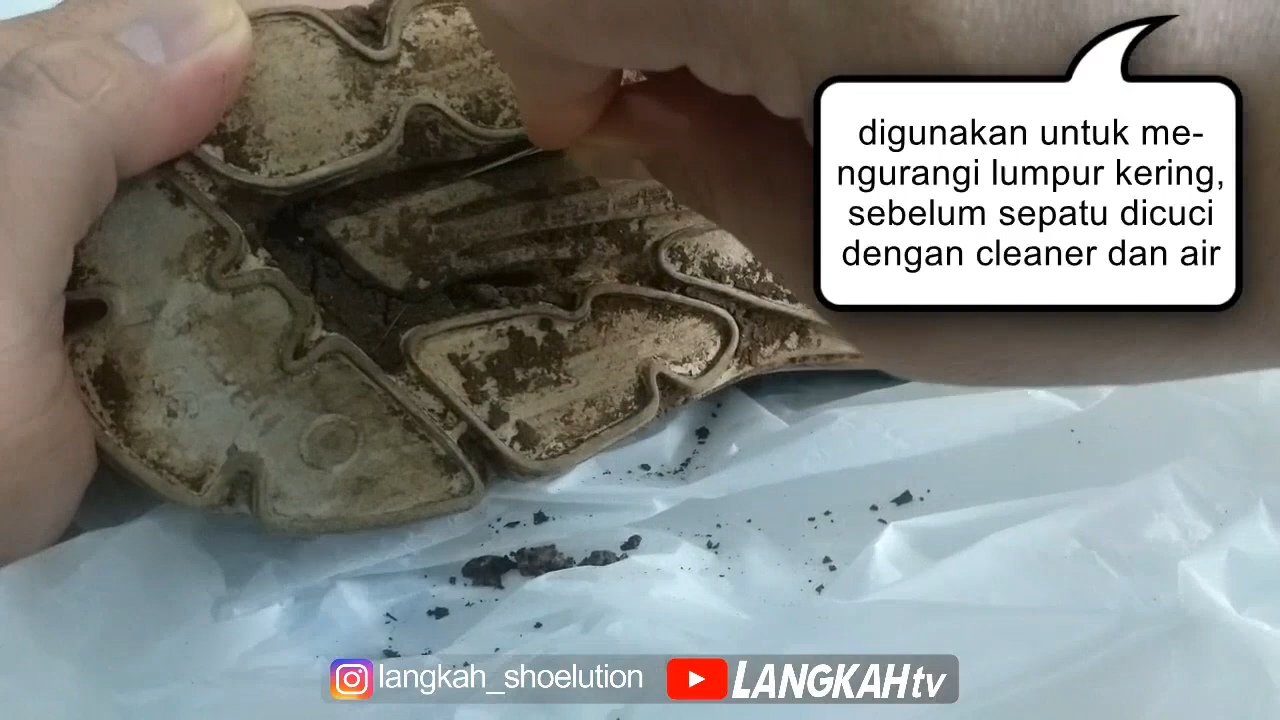 digunakan untuk me-
ngurangi lumpur kering,
sebelum sepatu dicuci
dengan cleaner dan air
langkah_shoelution LANGKAHtv